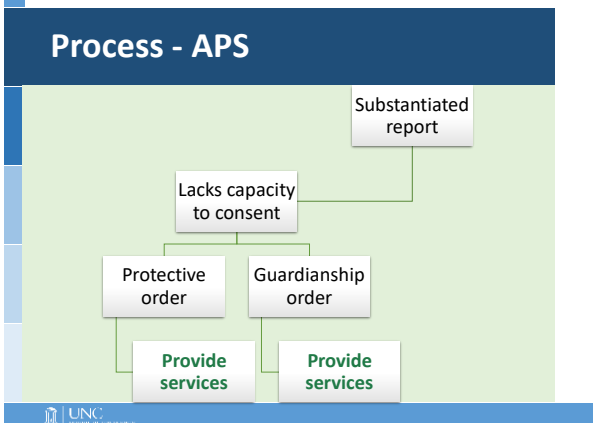 Process - APS
Substantiated
report
Lacks capacity
to consent
Protective
order
Guardianship
order
Provide
services
Provide
services
UNC